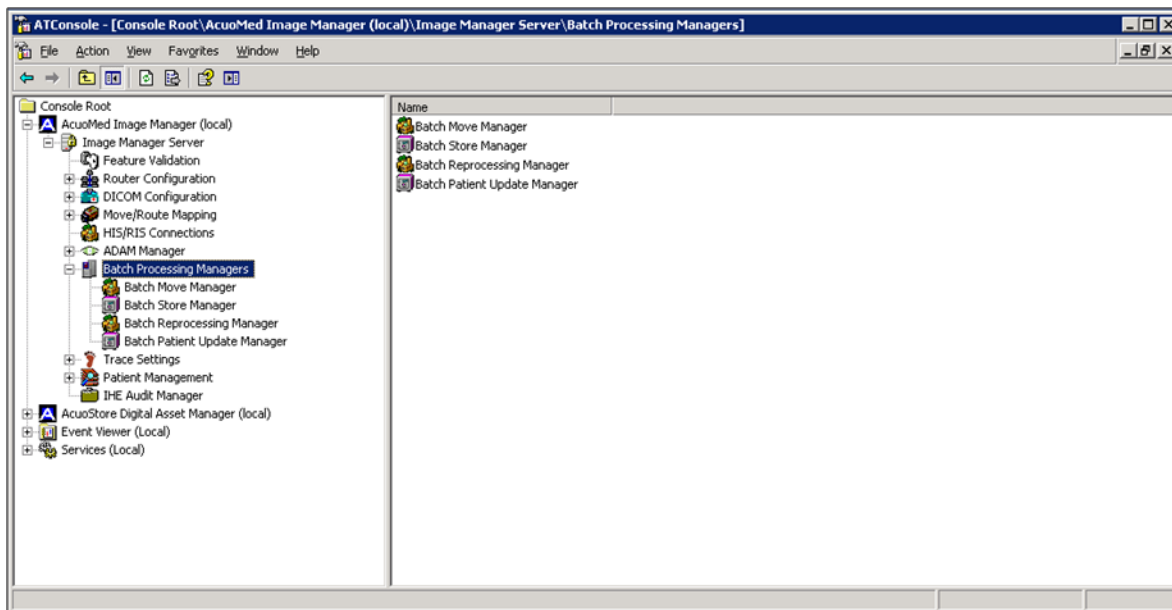 ATConsole - [Console Root\AcuoMed Image Manager (local)\Image Manager Server\Batch Processing Managers]
File Action View Favorites Window Help
Console Root
AcuoMed Image Manager (local)
Image Manager Server
Feature Validation
Router Configuration
DICOM Configuration
Move/Route Mapping
HIS/RIS Connections
ADAM Manager
Batch Processing Managers
Batch Move Manager
Batch Store Manager
Batch Reprocessing Manager
Batch Patient Update Manager
Trace Settings
Patient Management
IHE Audit Manager
AcuoStore Digital Asset Manager (local)
Event Viewer (Local)
Services (Local)
Name
Batch Move Manager
Batch Store Manager
Batch Reprocessing Manager
Batch Patient Update Manager